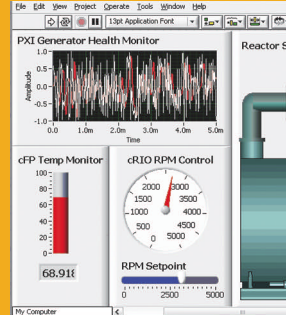 File Edit View Project Operate Tools Window Help
13pt Application Font
PXI Generator Health Monitor
Reactor S
Amplitude
1.0
0.5
0.0
-0.5
-1.0
0.0 1.0m 2.0m 3.0m 4.0m 5.0m
Time
cFP Temp Monitor
100
80
60
40
20
0
68.918
cRIO RPM Control
2000 3000
1500 3500
1000 4000
500 4500
0 5000
RPM Setpoint
0 2500 5000
My Computer